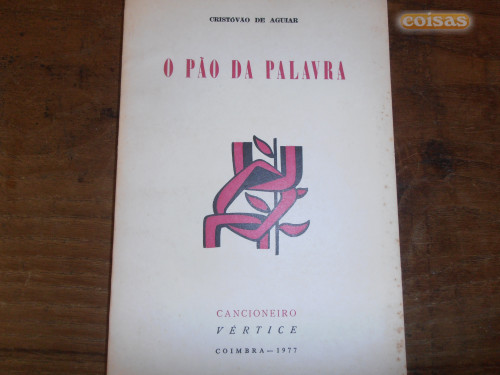 coisas
CRISTÓVÃO DE AGUIAR
O PÃO DA PALAVRA
CANCIONEIRO
VÉRTICE
COIMBRA — 1977